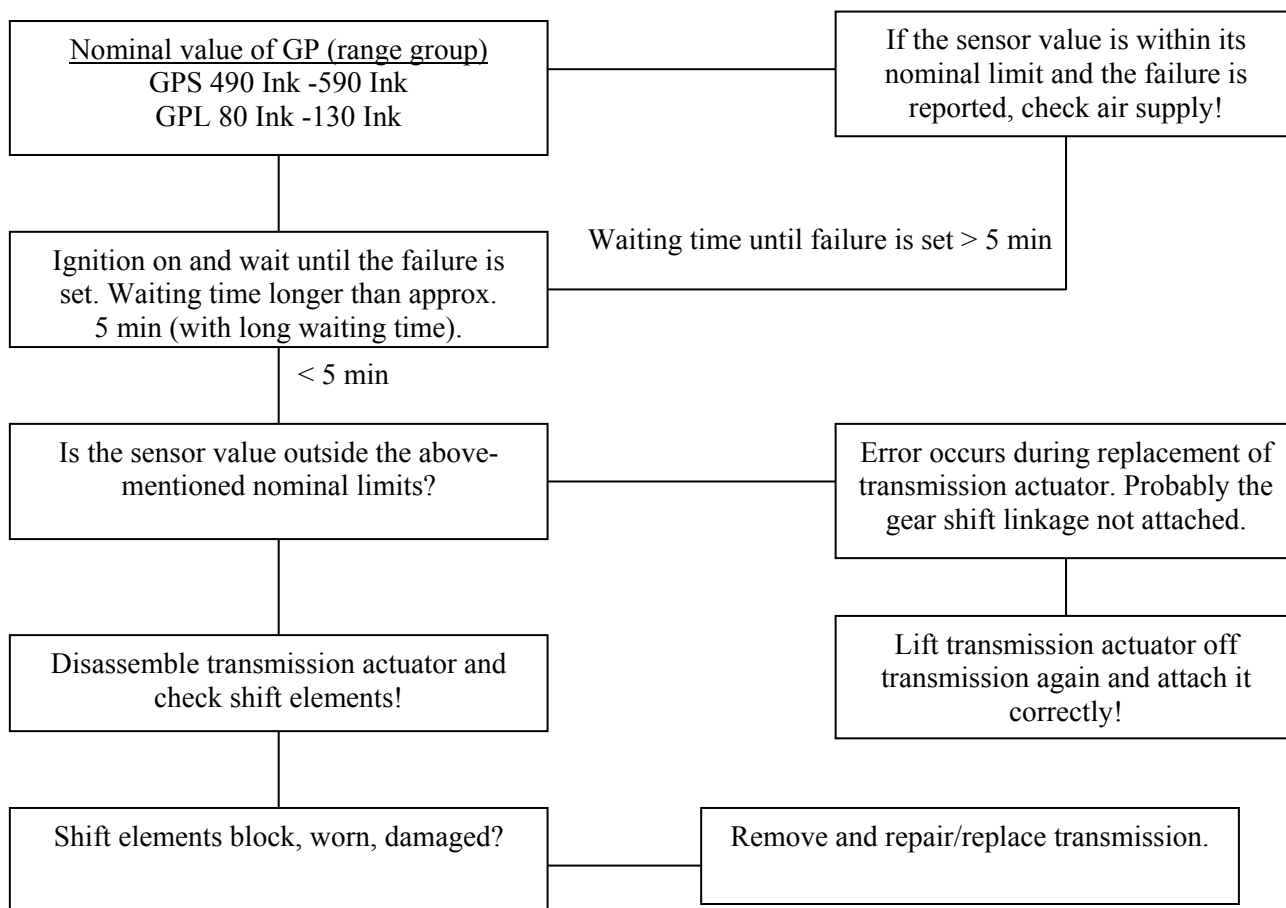 Nominal value of GP (range group)
GPS 490 Ink -590 Ink
GPL 80 Ink -130 Ink
If the sensor value is within its
nominal limit and the failure is
reported, check air supply!
Waiting time until failure is set > 5 min
Ignition on and wait until the failure is
set. Waiting time longer than approx.
5 min (with long waiting time).
< 5 min
Is the sensor value outside the above-
mentioned nominal limits?
Error occurs during replacement of
transmission actuator. Probably the
gear shift linkage not attached.
Disassemble transmission actuator and
check shift elements!
Lift transmission actuator off
transmission again and attach it
correctly!
Shift elements block, worn, damaged?
Remove and repair/replace transmission.